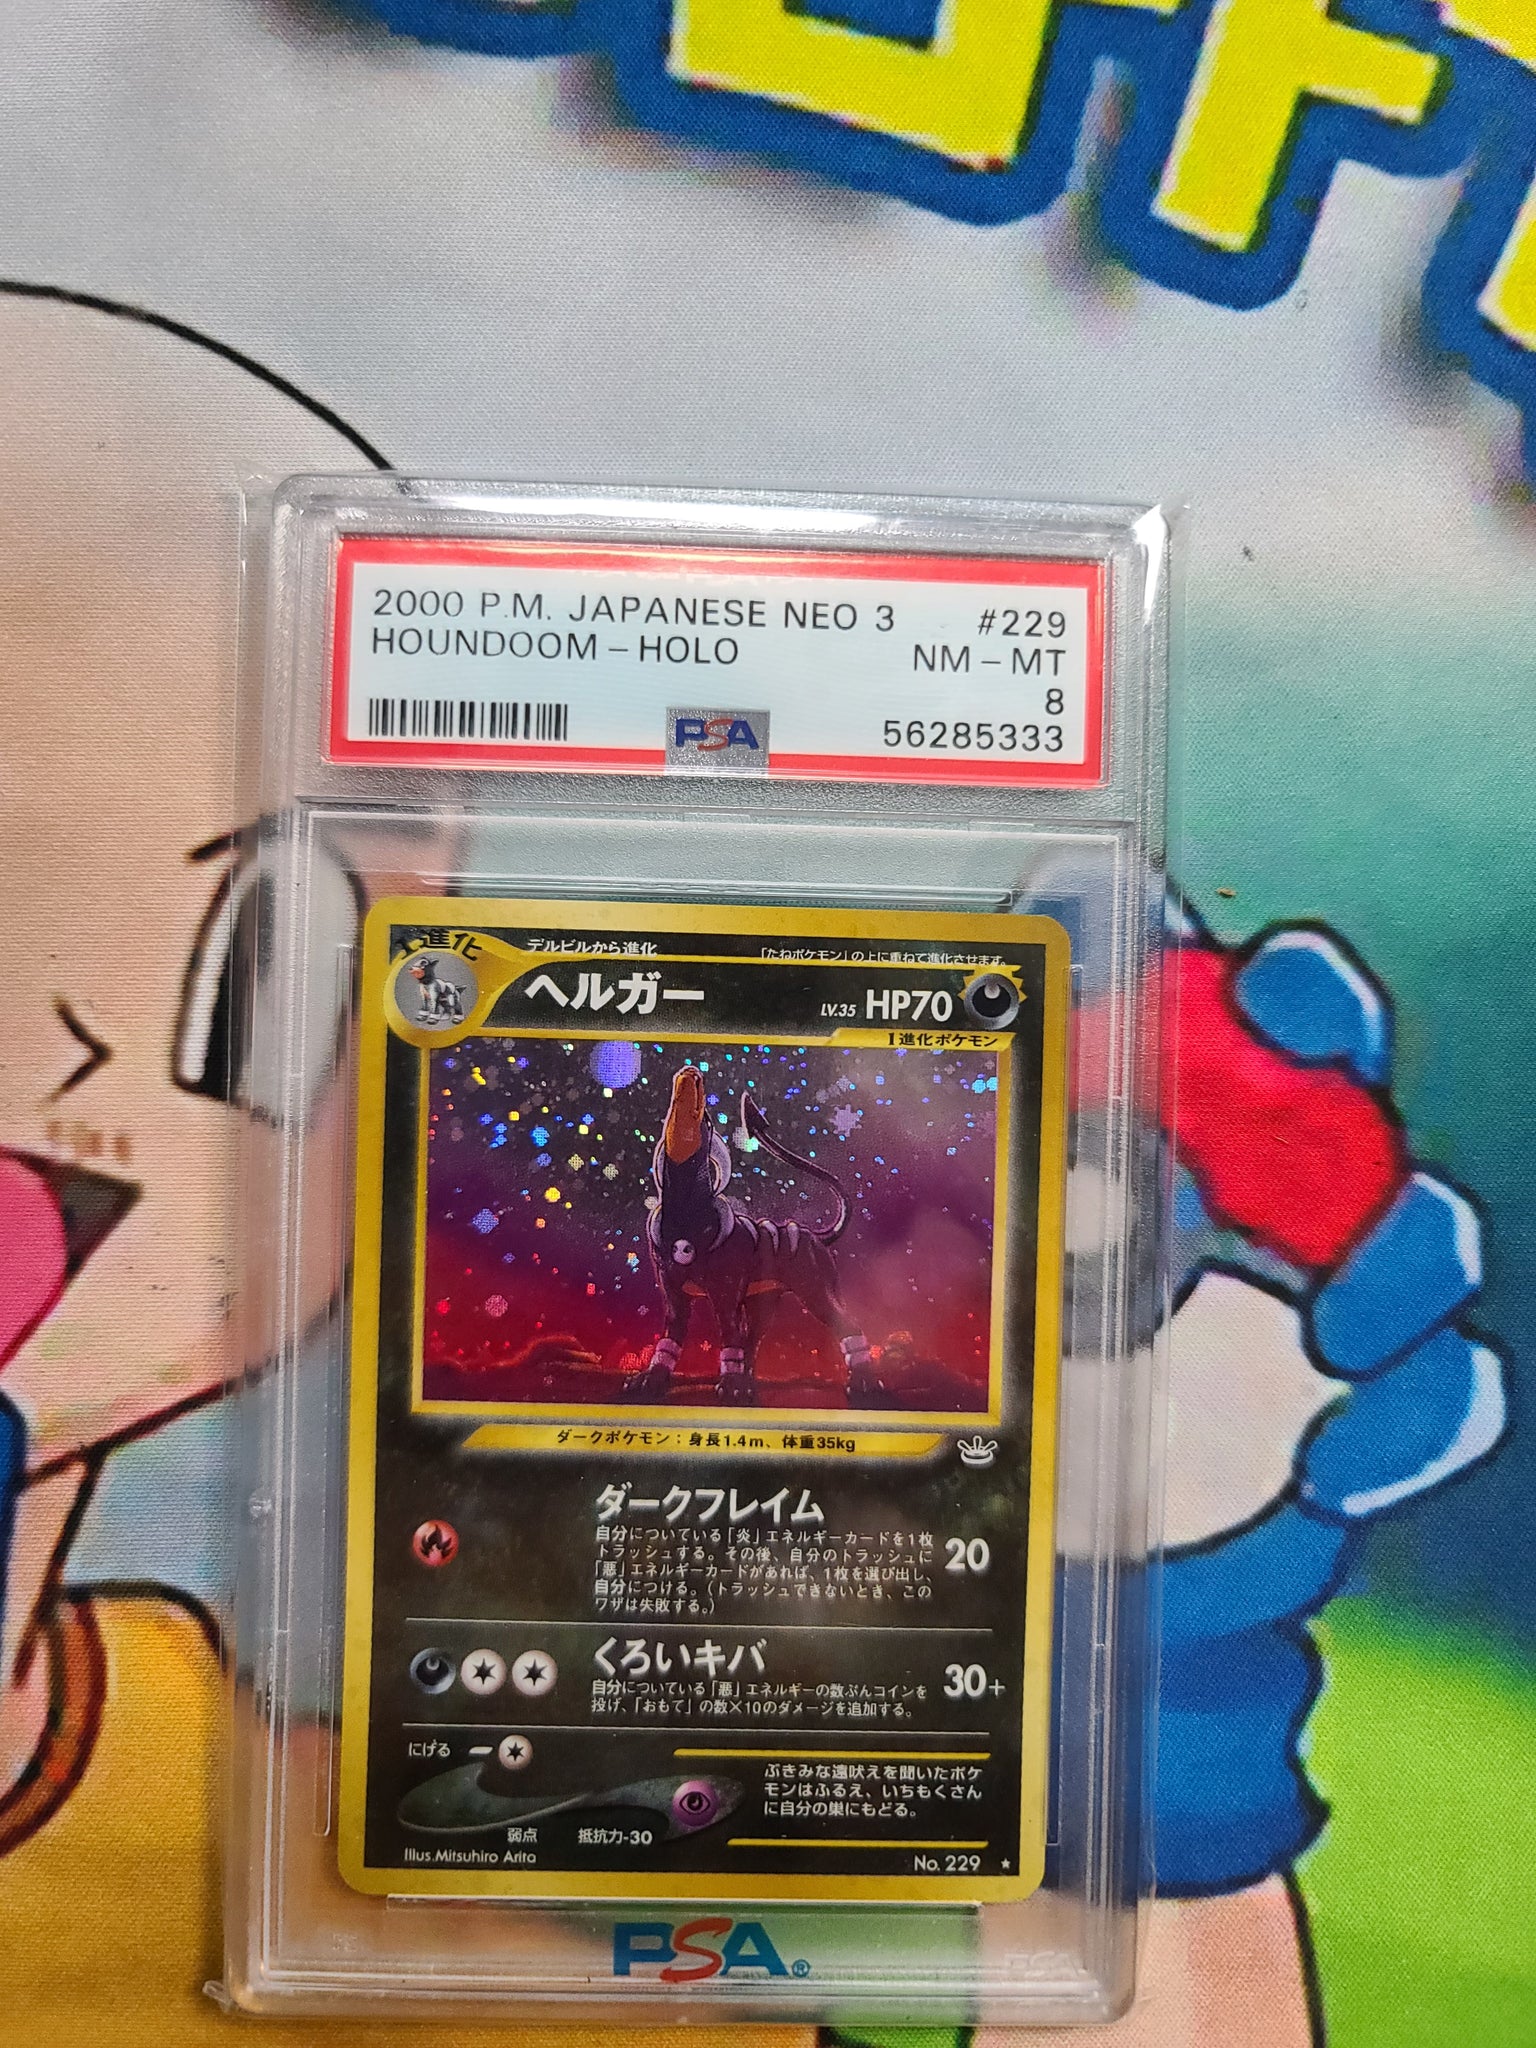 2000 P.M. JAPANESE NEO 3 #229
HOUNDOOM - HOLO NM - MT
8
PSA 56285333
1進化
デルビルから進化
「たねポケモン」の上に重ねて進化させます。
ヘルガー LV.35 HP70
1進化ポケモン
ダークポケモン：身長1.4m、体重35kg
ダークフレイム
自分についている「炎」エネルギーカードを1枚
トラッシュする。その後、自分のトラッシュに
「悪」エネルギーカードがあれば、1枚を選び出し、
自分につける。（トラッシュできないとき、この
ワザは失敗する。）
20
くろいキバ
自分についている「悪」エネルギーの数ぶんコインを
投げ、「おもて」の数×10のダメージを追加する。
30+
にげる
ぶきみな遠吠えを聞いたポケ
モンはふるえ、いちもくさん
に自分の巣にもどる。
弱点 抵抗力-30
Illus.Mitsuhiro Arita No. 229 ★
PSA®